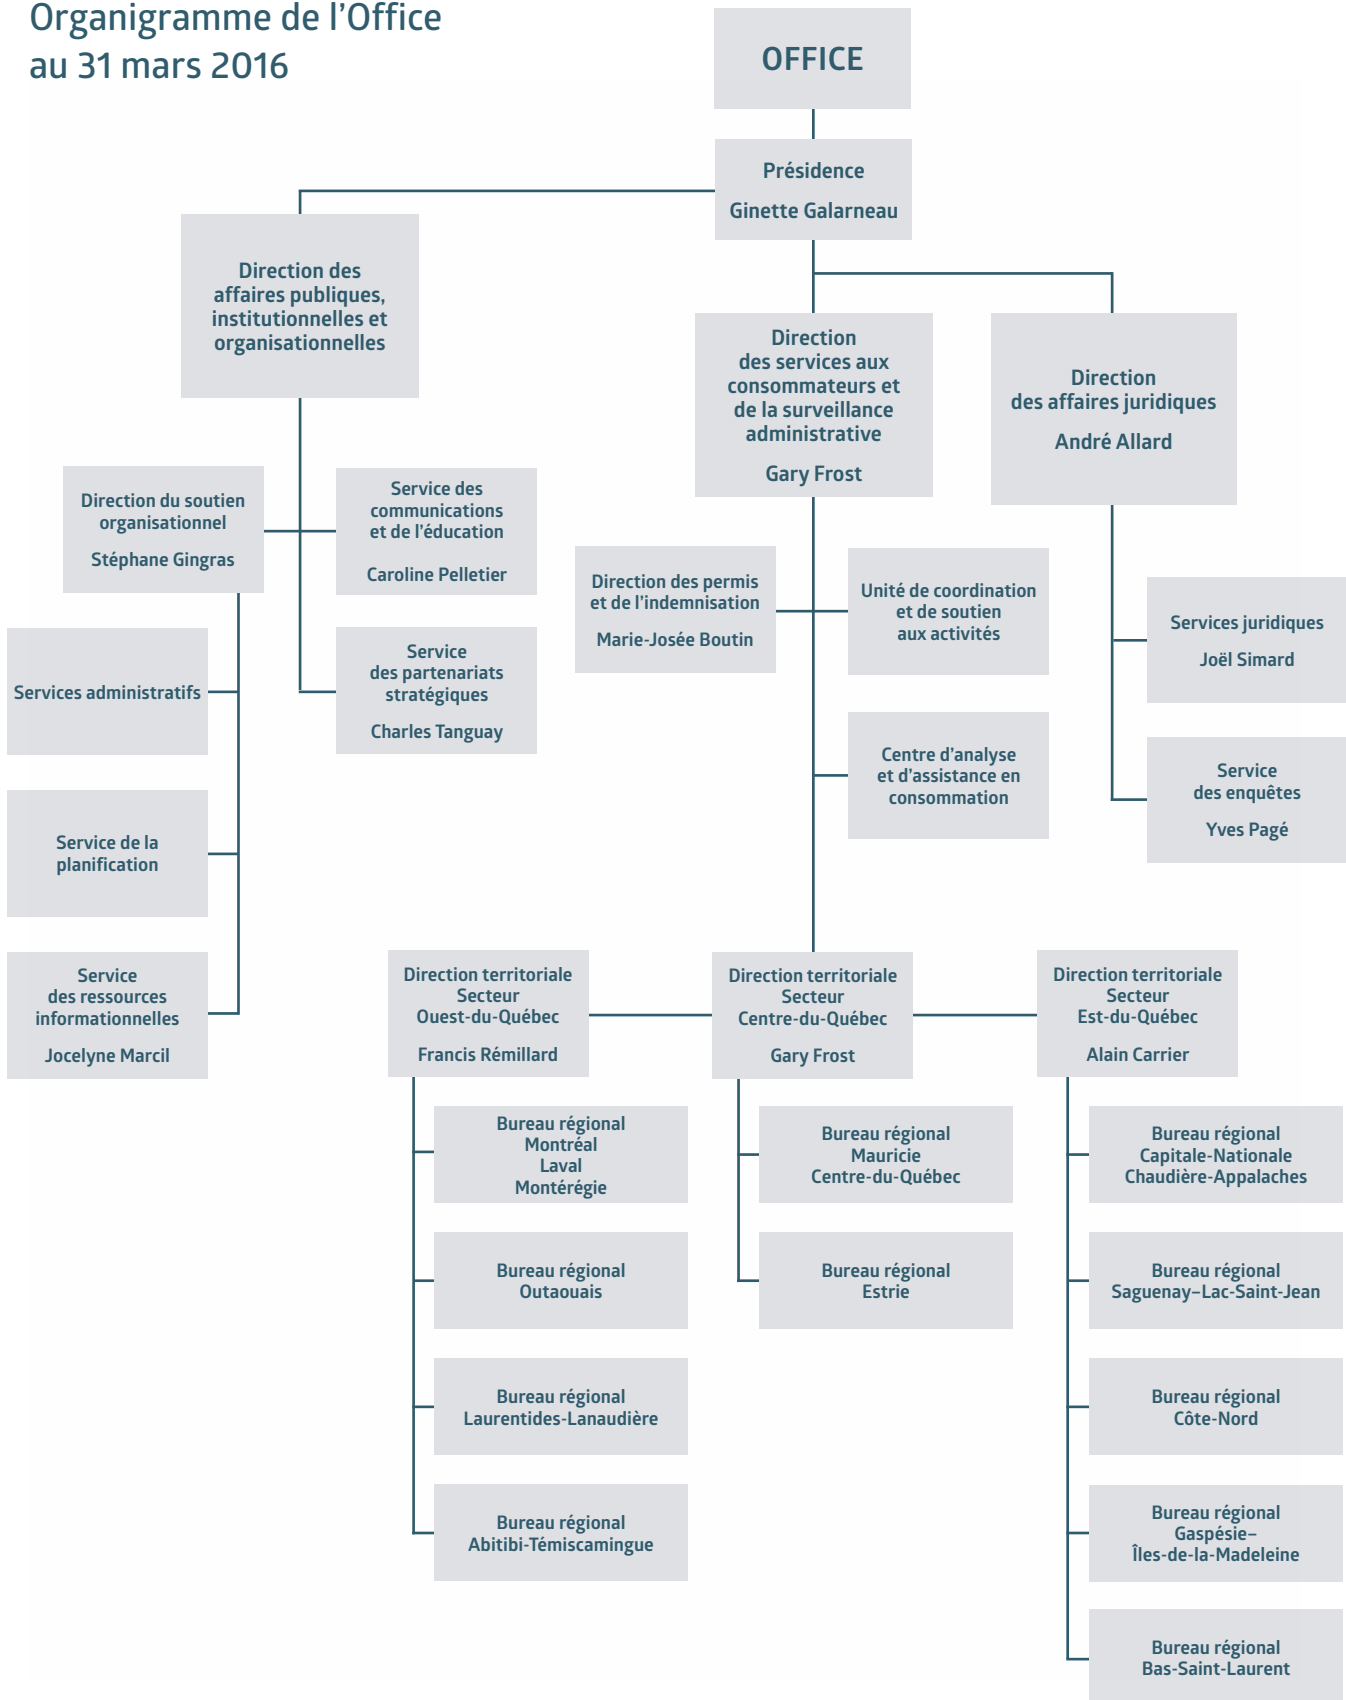 Organigramme de l’Office
au 31 mars 2016
OFFICE
Présidence
Ginette Galarneau
Direction des
affaires publiques,
institutionnelles et
organisationnelles
Direction
des services aux
consommateurs et
de la surveillance
administrative
Gary Frost
Direction
des affaires juridiques
André Allard
Direction du soutien
organisationnel
Stéphane Gingras
Service des
communications
et de l’éducation
Caroline Pelletier
Direction des permis
et de l’indemnisation
Marie-Josée Boutin
Unité de coordination
et de soutien
aux activités
Services juridiques
Joël Simard
Services administratifs
Service
des partenariats
stratégiques
Charles Tanguay
Centre d’analyse
et d’assistance en
consommation
Service
des enquêtes
Yves Pagé
Service de la
planification
Service
des ressources
informationnelles
Jocelyne Marcil
Direction territoriale
Secteur
Ouest-du-Québec
Francis Rémillard
Direction territoriale
Secteur
Centre-du-Québec
Gary Frost
Direction territoriale
Secteur
Est-du-Québec
Alain Carrier
Bureau régional
Montréal
Laval
Montérégie
Bureau régional
Mauricie
Centre-du-Québec
Bureau régional
Capitale-Nationale
Chaudière-Appalaches
Bureau régional
Outaouais
Bureau régional
Estrie
Bureau régional
Saguenay–Lac-Saint-Jean
Bureau régional
Laurentides-Lanaudière
Bureau régional
Côte-Nord
Bureau régional
Abitibi-Témiscamingue
Bureau régional
Gaspésie–
Îles-de-la-Madeleine
Bureau régional
Bas-Saint-Laurent